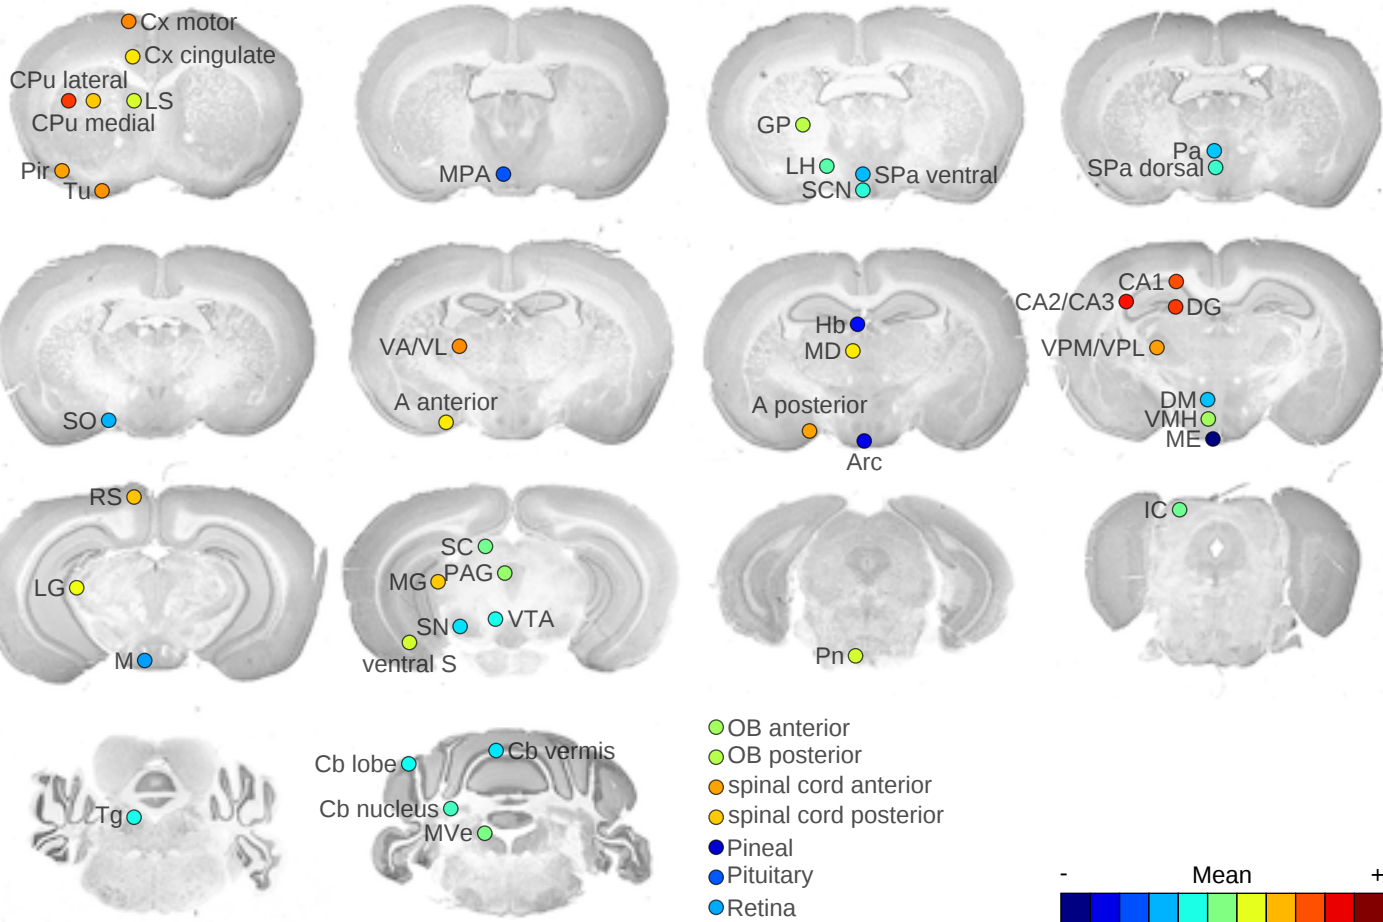 Cx motor
Cx cingulate
CPu lateral
LS
CPu medial
Pir
Tu
MPA
GP
LH
SPa ventral
SCN
Pa
SPa dorsal
SO
VA/VL
A anterior
Hb
MD
A posterior
Arc
CA1
CA2/CA3
DG
VPM/VPL
DM
VMH
ME
RS
LG
M
SC
PAG
MG
SN
VTA
ventral S
Pn
IC
Tg
Cb vermis
Cb lobe
Cb nucleus
MVe
OB anterior
OB posterior
spinal cord anterior
spinal cord posterior
Pineal
Pituitary
Retina
- Mean +